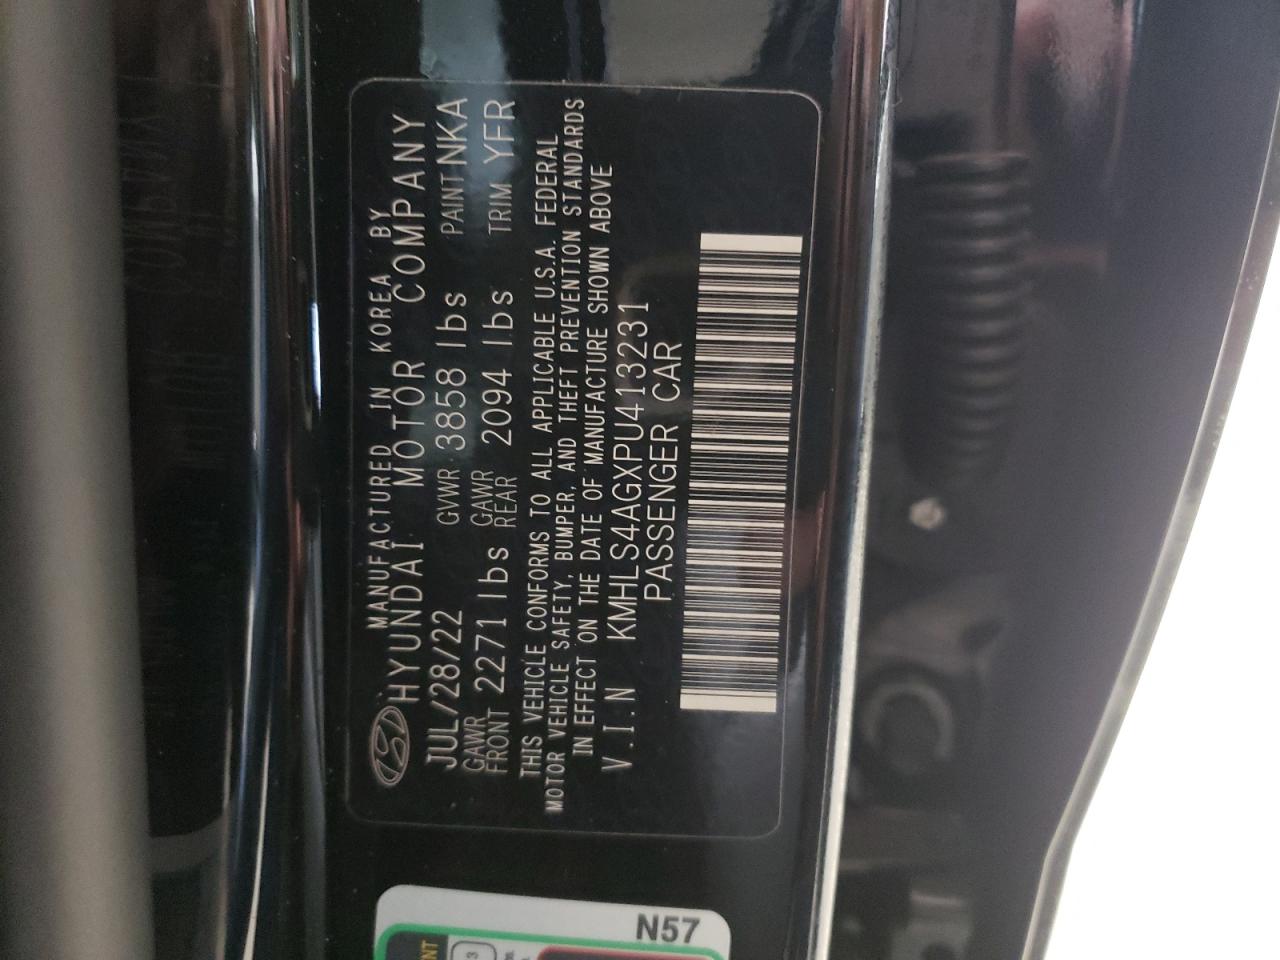 MANUFACTURED IN KOREA BY
HYUNDAI MOTOR COMPANY
JUL/28/22 GVWR 3858 lbs PAINT NKA
GAWR FRONT 2271 lbs GAWR REAR 2094 lbs TRIM YFR
THIS VEHICLE CONFORMS TO ALL APPLICABLE U.S.A. FEDERAL
MOTOR VEHICLE SAFETY, BUMPER, AND THEFT PREVENTION STANDARDS
IN EFFECT ON THE DATE OF MANUFACTURE SHOWN ABOVE
V.I.N KMHLS4AGXPU413231
PASSENGER CAR
N57
3